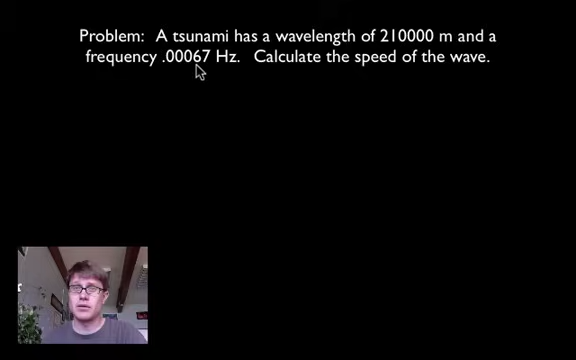 Problem: A tsunami has a wavelength of 210000 m and a
frequency .00067 Hz. Calculate the speed of the wave.